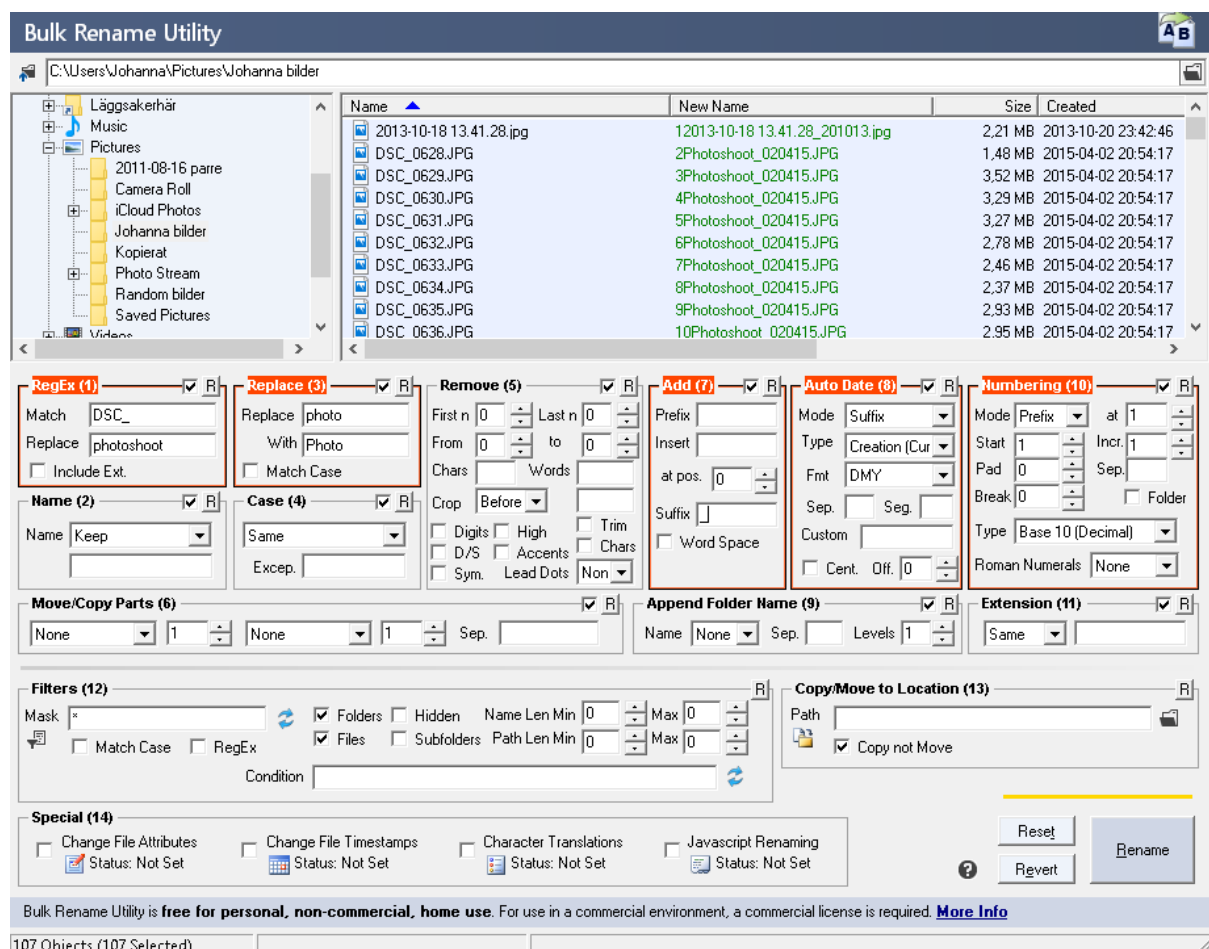 Bulk Rename Utility
AB
C:\Users\Johanna\Pictures\Johanna bilder
Läggsakerhär
Music
Pictures
2011-08-16 parre
Camera Roll
iCloud Photos
Johanna bilder
Kopierat
Photo Stream
Random bilder
Saved Pictures
Videos
Name New Name Size Created
2013-10-18 13.41.28.jpg 12013-10-18 13.41.28_201013.jpg 2,21 MB 2013-10-20 23:42:46
DSC_0628.JPG 2Photoshoot_020415.JPG 1,48 MB 2015-04-02 20:54:17
DSC_0629.JPG 3Photoshoot_020415.JPG 3,52 MB 2015-04-02 20:54:17
DSC_0630.JPG 4Photoshoot_020415.JPG 3,29 MB 2015-04-02 20:54:17
DSC_0631.JPG 5Photoshoot_020415.JPG 3,27 MB 2015-04-02 20:54:17
DSC_0632.JPG 6Photoshoot_020415.JPG 2,78 MB 2015-04-02 20:54:17
DSC_0633.JPG 7Photoshoot_020415.JPG 2,46 MB 2015-04-02 20:54:17
DSC_0634.JPG 8Photoshoot_020415.JPG 2,37 MB 2015-04-02 20:54:17
DSC_0635.JPG 9Photoshoot_020415.JPG 2,93 MB 2015-04-02 20:54:17
DSC_0636.JPG 10Photoshoot_020415.JPG 2,95 MB 2015-04-02 20:54:17
RegEx (1) R
Match DSC_
Replace photoshoot
Include Ext.
Replace (3) R
Replace photo
With Photo
Match Case
Remove (5) R
First n 0 Last n 0
From 0 to 0
Chars Words
Crop Before
Digits High Trim
D/S Accents Chars
Sym. Lead Dots Non
Add (7) R
Prefix
Insert
at pos. 0
Suffix _
Word Space
Auto Date (8) R
Mode Suffix
Type Creation (Cur
Fmt DMY
Sep. Seg.
Custom
Cent. Off. 0
Numbering (10) R
Mode Prefix at 1
Start 1 Incr. 1
Pad 0 Sep.
Break 0 Folder
Type Base 10 (Decimal)
Roman Numerals None
Name (2) R
Name Keep
Case (4) R
Same
Excep.
Move/Copy Parts (6) R
None 1 None 1 Sep.
Append Folder Name (9) R
Name None Sep. Levels 1
Extension (11) R
Same
Filters (12) R
Mask * Folders Hidden Name Len Min 0 Max 0
Match Case RegEx Files Subfolders Path Len Min 0 Max 0
Condition
Copy/Move to Location (13) R
Path
Copy not Move
Special (14)
Change File Attributes
Status: Not Set
Change File Timestamps
Status: Not Set
Character Translations
Status: Not Set
Javascript Renaming
Status: Not Set
Reset
Revert
Rename
Bulk Rename Utility is free for personal, non-commercial, home use. For use in a commercial environment, a commercial license is required. More Info
107 Objects (107 Selected)